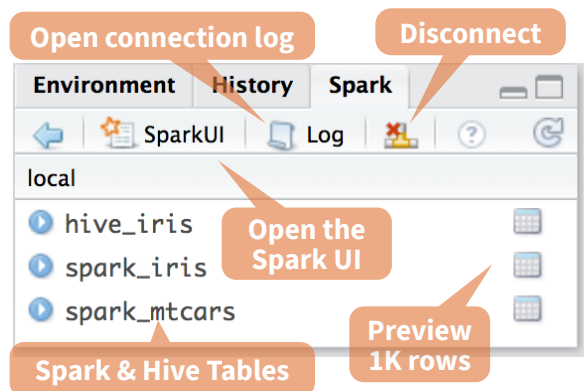 Open connection log
Disconnect
Environment History Spark
SparkUI Log ?
local
hive_iris
Open the
Spark UI
spark_iris
spark_mtcars
Preview
1K rows
Spark & Hive Tables